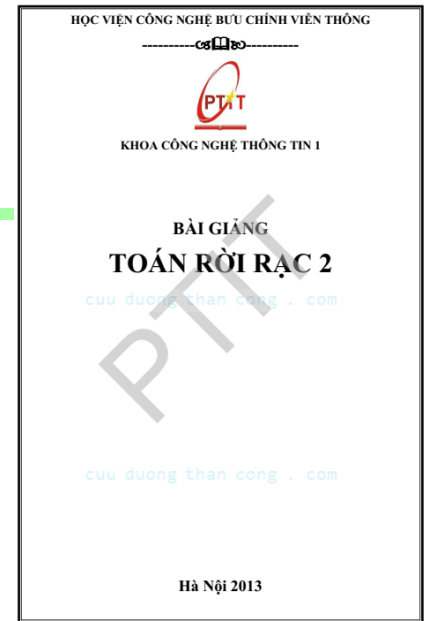 HỌC VIỆN CÔNG NGHỆ BƯU CHÍNH VIỄN THÔNG
PTIT
KHOA CÔNG NGHỆ THÔNG TIN 1
BÀI GIẢNG
TOÁN RỜI RẠC 2
cuu duong than cong . com
PTIT
cuu duong than cong . com
Hà Nội 2013